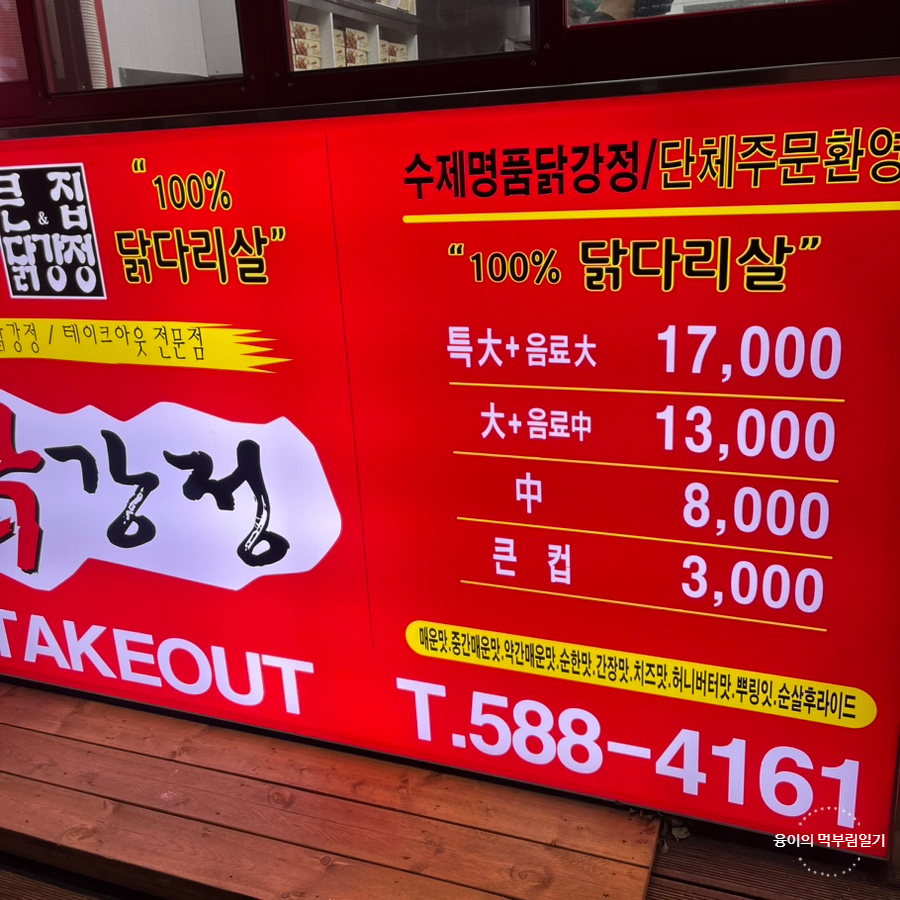 큰집
&
닭강정
“100%
닭다리살”
닭강정 / 테이크아웃 전문점
닭강정
TAKEOUT
수제명품닭강정/단체주문환영
“100% 닭다리살”
특大+음료大 17,000
大+음료中 13,000
中 8,000
큰 컵 3,000
매운맛.중간매운맛.약간매운맛.순한맛.간장맛.치즈맛.허니버터맛.뿌링잇.순살후라이드
T.588-4161
융이의 먹부림일기